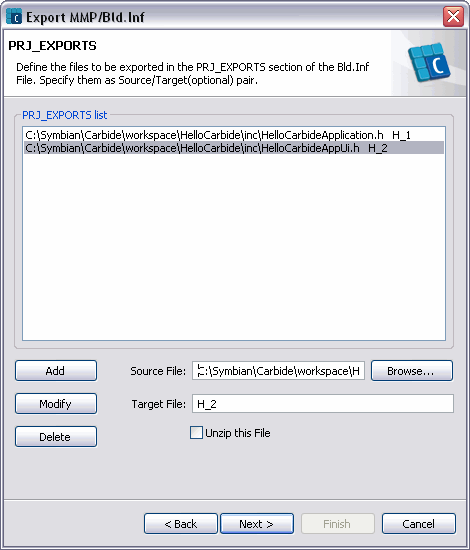 Export MMP/Bld.Inf
PRJ_EXPORTS
Define the files to be exported in the PRJ_EXPORTS section of the Bld.Inf
File. Specify them as Source/Target(optional) pair.
PRJ_EXPORTS list
C:\Symbian\Carbide\workspace\HelloCarbide\inc\HelloCarbideApplication.h H_1
C:\Symbian\Carbide\workspace\HelloCarbide\inc\HelloCarbideAppUi.h H_2
Add Source File: C:\Symbian\Carbide\workspace\H Browse...
Modify Target File: H_2
Delete Unzip this File
< Back Next > Finish Cancel